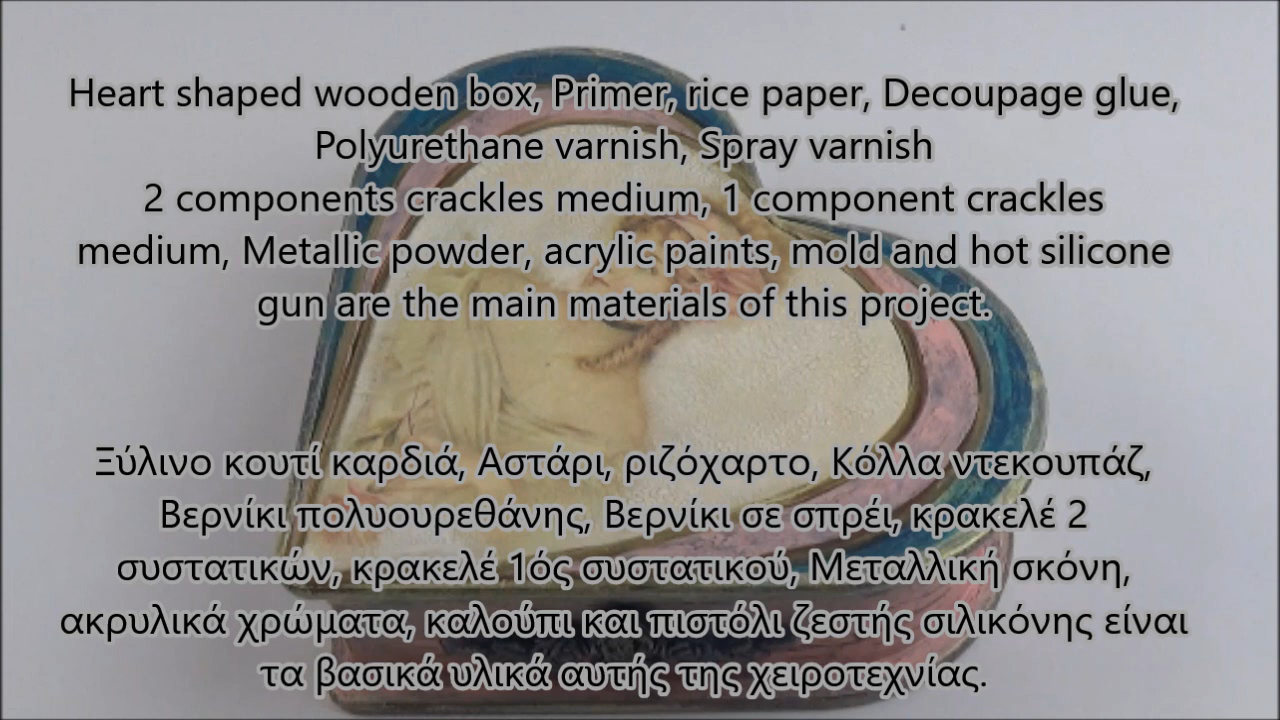 Heart shaped wooden box, Primer, rice paper, Decoupage glue,
Polyurethane varnish, Spray varnish
2 components crackles medium, 1 component crackles
medium, Metallic powder, acrylic paints, mold and hot silicone
gun are the main materials of this project.
Ξύλινο κουτί καρδιά, Αστάρι, ριζόχαρτο, Κόλλα ντεκουπάζ,
Βερνίκι πολυουρεθάνης, Βερνίκι σε σπρέι, κρακελέ 2
συστατικών, κρακελέ 1ός συστατικού, Μεταλλική σκόνη,
ακρυλικά χρώματα, καλούπι και πιστόλι ζεστής σιλικόνης είναι
τα βασικά υλικά αυτής της χειροτεχνίας.